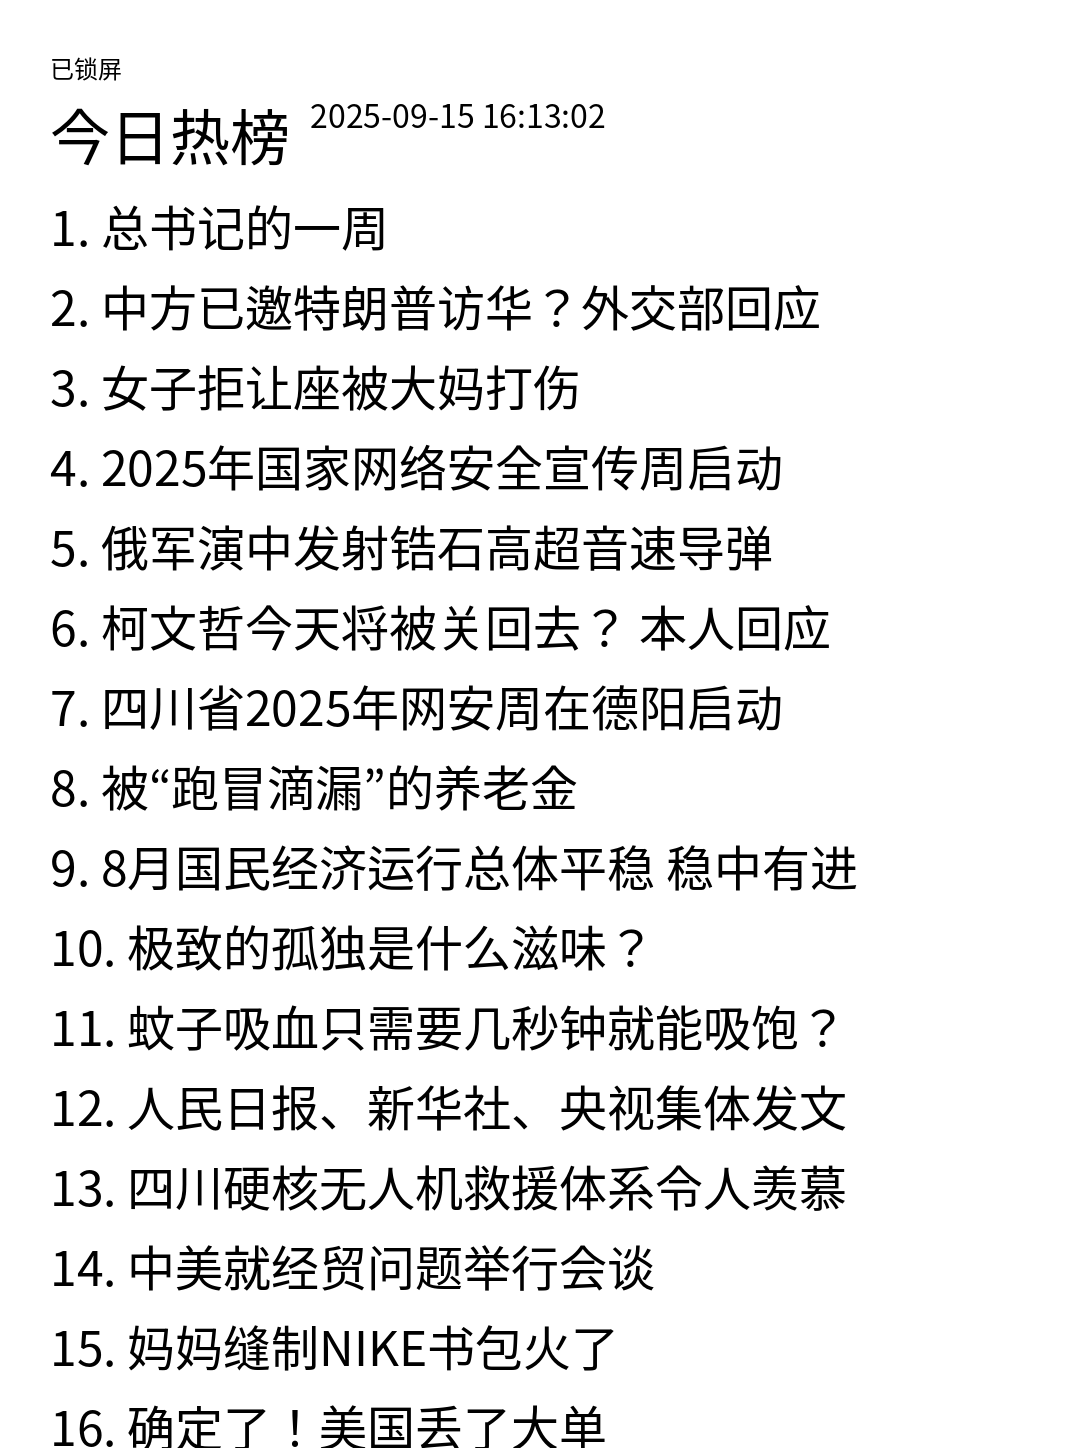 已锁屏
今日热榜 2025-09-15 16:13:02
1. 总书记的一周
2. 中方已邀特朗普访华？外交部回应
3. 女子拒让座被大妈打伤
4. 2025年国家网络安全宣传周启动
5. 俄军演中发射锆石高超音速导弹
6. 柯文哲今天将被关回去？ 本人回应
7. 四川省2025年网安周在德阳启动
8. 被“跑冒滴漏”的养老金
9. 8月国民经济运行总体平稳 稳中有进
10. 极致的孤独是什么滋味？
11. 蚊子吸血只需要几秒钟就能吸饱？
12. 人民日报、新华社、央视集体发文
13. 四川硬核无人机救援体系令人羡慕
14. 中美就经贸问题举行会谈
15. 妈妈缝制NIKE书包火了
16. 确定了！美国丢了大单